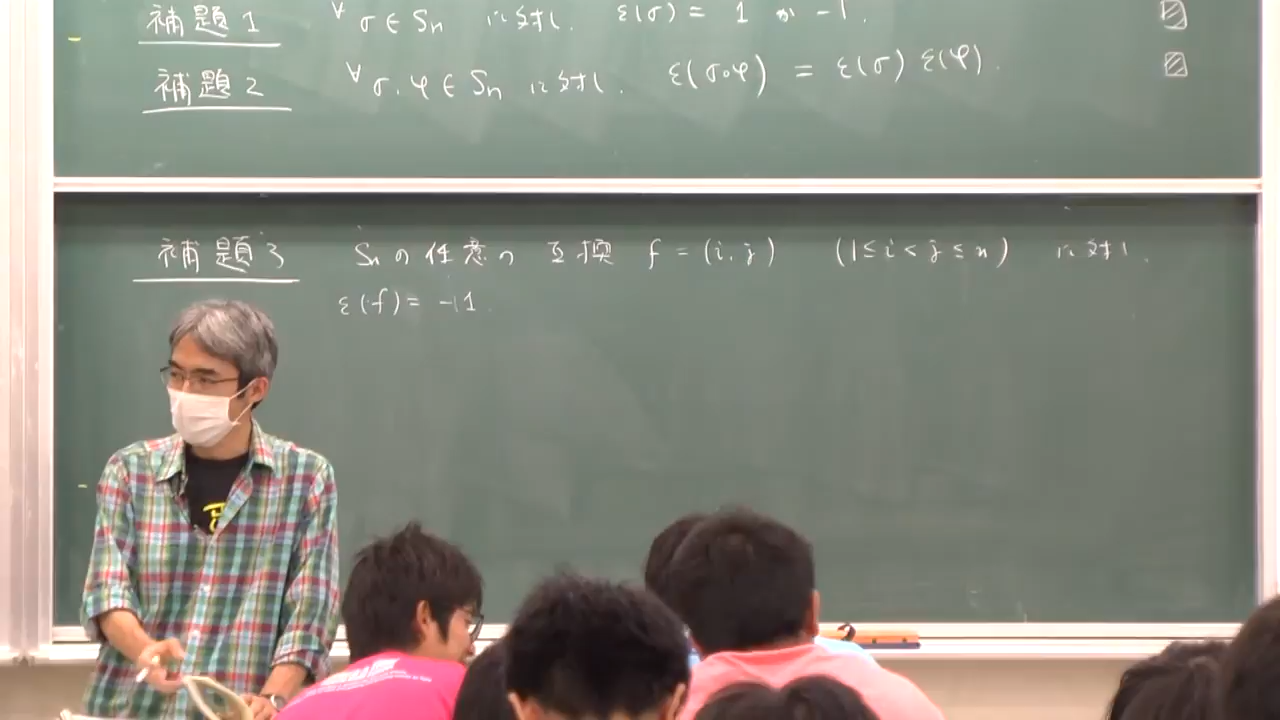 補題1 ∀σ∈Sn に対し. ε(σ) = 1 か -1.
補題2 ∀σ.φ∈Sn に対し. ε(σ∘φ) = ε(σ) ε(φ).
補題3 Snの任意の互換 f = (i, j) (1≤i<j≤n) に対し.
ε(f) = -1.